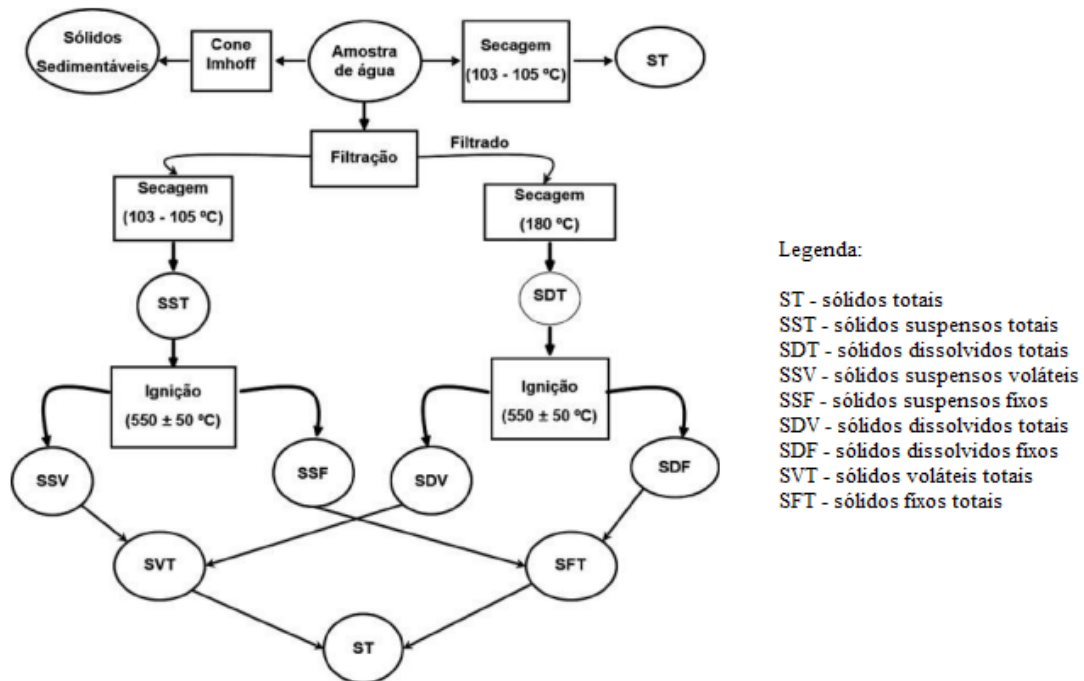 Sólidos
Sedimentáveis
Cone
Imhoff
Amostra
de água
Secagem
(103 - 105 ºC)
ST
Filtração
Filtrado
Secagem
(103 - 105 ºC)
Secagem
(180 ºC)
SST
SDT
Ignição
(550 ± 50 ºC)
Ignição
(550 ± 50 ºC)
SSV
SSF
SDV
SDF
SVT
SFT
ST
Legenda:
ST - sólidos totais
SST - sólidos suspensos totais
SDT - sólidos dissolvidos totais
SSV - sólidos suspensos voláteis
SSF - sólidos suspensos fixos
SDV - sólidos dissolvidos totais
SDF - sólidos dissolvidos fixos
SVT - sólidos voláteis totais
SFT - sólidos fixos totais